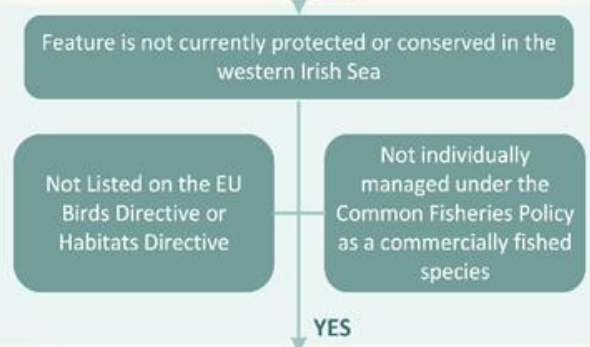 Feature is not currently protected or conserved in the
western Irish Sea
Not Listed on the EU
Birds Directive or
Habitats Directive
Not individually
managed under the
Common Fisheries Policy
as a commercially fished
species
YES